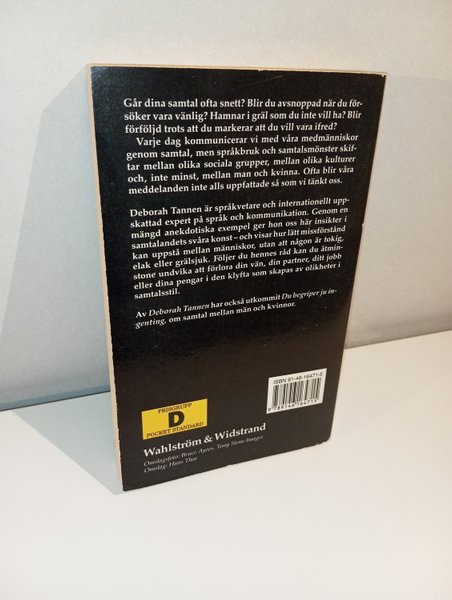 Går dina samtal ofta snett? Blir du avsnoppad när du för-
söker vara vänlig? Hamnar i gräl som du inte vill ha? Blir
förföljd trots att du markerar att du vill vara ifred?
Varje dag kommunicerar vi med våra medmänniskor
genom samtal, men språkbruk och samtalsmönster skif-
tar mellan olika sociala grupper, mellan olika kulturer
och, inte minst, mellan man och kvinna. Ofta blir våra
meddelanden inte alls uppfattade så som vi tänkt oss.
Deborah Tannen är språkvetare och internationellt upp-
skattad expert på språk och kommunikation. Genom en
mängd anekdotiska exempel ger hon oss här insikter i
samtalandets svåra konst – och visar hur lätt missförstånd
kan uppstå mellan människor, utan att någon är tokig,
elak eller grälsjuk. Följer du hennes råd kan du åtmin-
stone undvika att förlora din vän, din partner, ditt jobb
eller dina pengar i den klyfta som skapas av olikheter i
samtalsstil.
Av Deborah Tannen har också utkommit Du begriper ju in-
genting, om samtal mellan män och kvinnor.
ISBN 91-46-16471-5
9 789146 164715
PRISGRUPP
D
POCKET STANDARD
Wahlström & Widstrand
Omslagsfoto: Bruce Ayres, Tony Stone Images
Omslag: Hans Thor